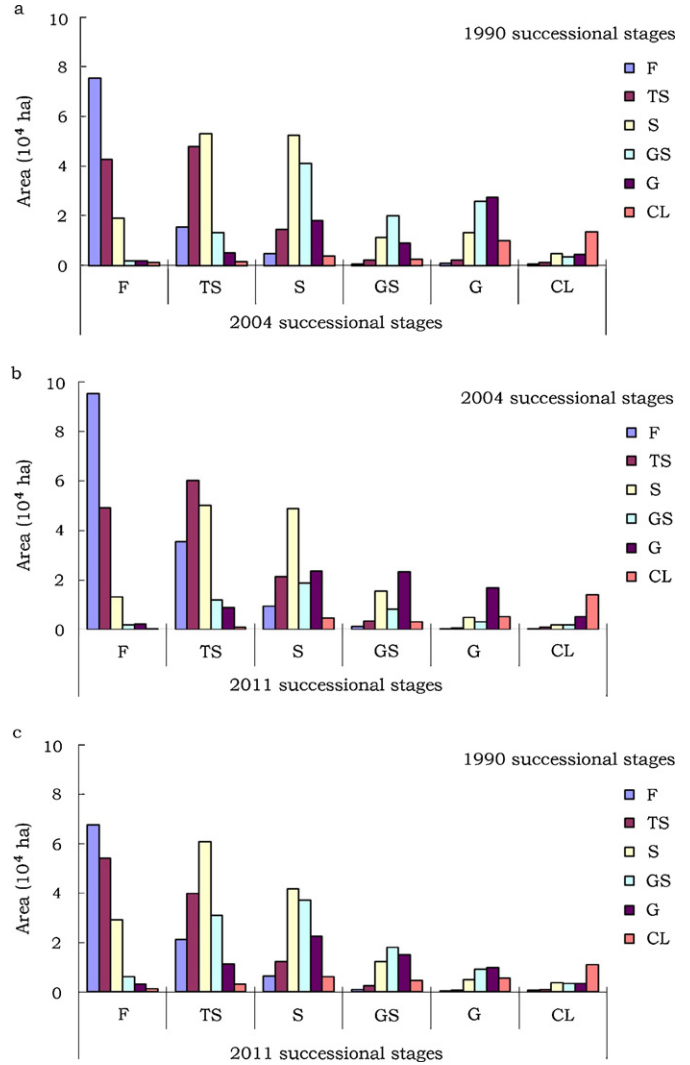 a
1990 successional stages
10
8
6
4
2
0
Area (10⁴ ha)
F
TS
S
GS
G
CL
F TS S GS G CL
2004 successional stages
b
2004 successional stages
10
8
6
4
2
0
Area (10⁴ ha)
F
TS
S
GS
G
CL
F TS S GS G CL
2011 successional stages
c
1990 successional stages
10
8
6
4
2
0
Area (10⁴ ha)
F
TS
S
GS
G
CL
F TS S GS G CL
2011 successional stages